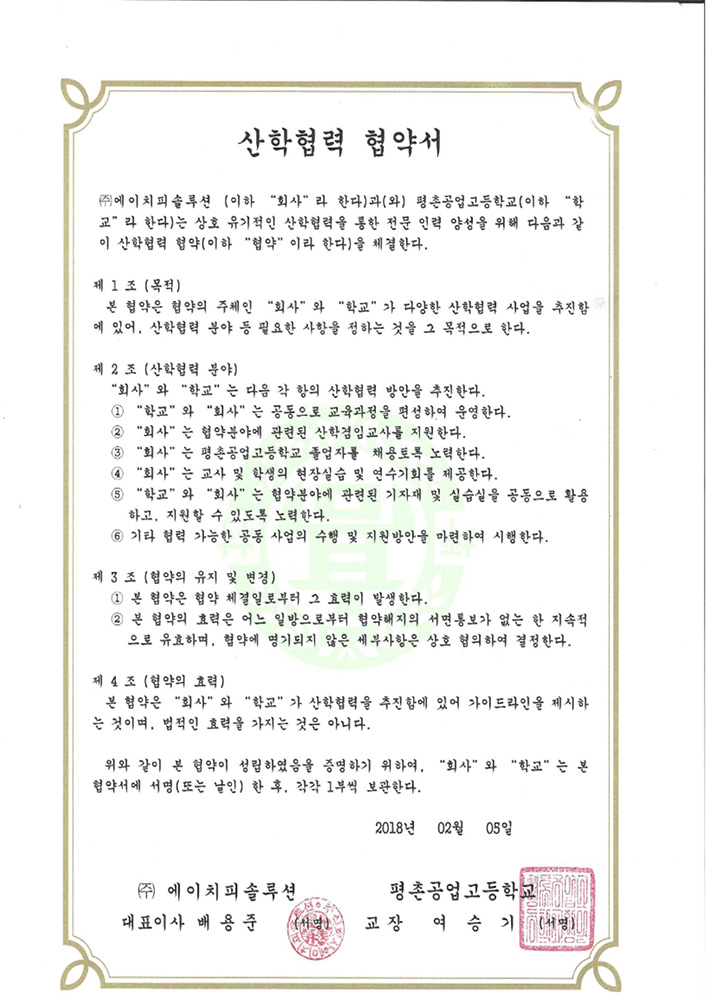 산학협력 협약서
㈜에이치피솔루션 (이하 “회사”라 한다)과(와) 평촌공업고등학교(이하 “학
교”라 한다)는 상호 유기적인 산학협력을 통한 전문 인력 양성을 위해 다음과 같
이 산학협력 협약(이하 “협약”이라 한다)을 체결한다.
제 1 조 (목적)
본 협약은 협약의 주체인 “회사”와 “학교”가 다양한 산학협력 사업을 추진함
에 있어, 산학협력 분야 등 필요한 사항을 정하는 것을 그 목적으로 한다.
제 2 조 (산학협력 분야)
“회사”와 “학교”는 다음 각 항의 산학협력 방안을 추진한다.
① “학교”와 “회사”는 공동으로 교육과정을 편성하여 운영한다.
② “회사”는 협약분야에 관련된 산학겸임교사를 지원한다.
③ “회사”는 평촌공업고등학교 졸업자를 채용토록 노력한다.
④ “회사”는 교사 및 학생의 현장실습 및 연수기회를 제공한다.
⑤ “학교”와 “회사”는 협약분야에 관련된 기자재 및 실습실을 공동으로 활용
하고, 지원할 수 있도록 노력한다.
⑥ 기타 협력 가능한 공동 사업의 수행 및 지원방안을 마련하여 시행한다.
제 3 조 (협약의 유지 및 변경)
① 본 협약은 협약 체결일로부터 그 효력이 발생한다.
② 본 협약의 효력은 어느 일방으로부터 협약해지의 서면통보가 없는 한 지속적
으로 유효하며, 협약에 명기되지 않은 세부사항은 상호 협의하여 결정한다.
제 4 조 (협약의 효력)
본 협약은 “회사”와 “학교”가 산학협력을 추진함에 있어 가이드라인을 제시하
는 것이며, 법적인 효력을 가지는 것은 아니다.
위와 같이 본 협약이 성립하였음을 증명하기 위하여, “회사”와 “학교”는 본
협약서에 서명(또는 날인) 한 후, 각각 1부씩 보관한다.
2018년 02월 05일
㈜ 에이치피솔루션 평촌공업고등학교
대표이사 배 용 준 (서명) 교장 여 승 기 (서명)